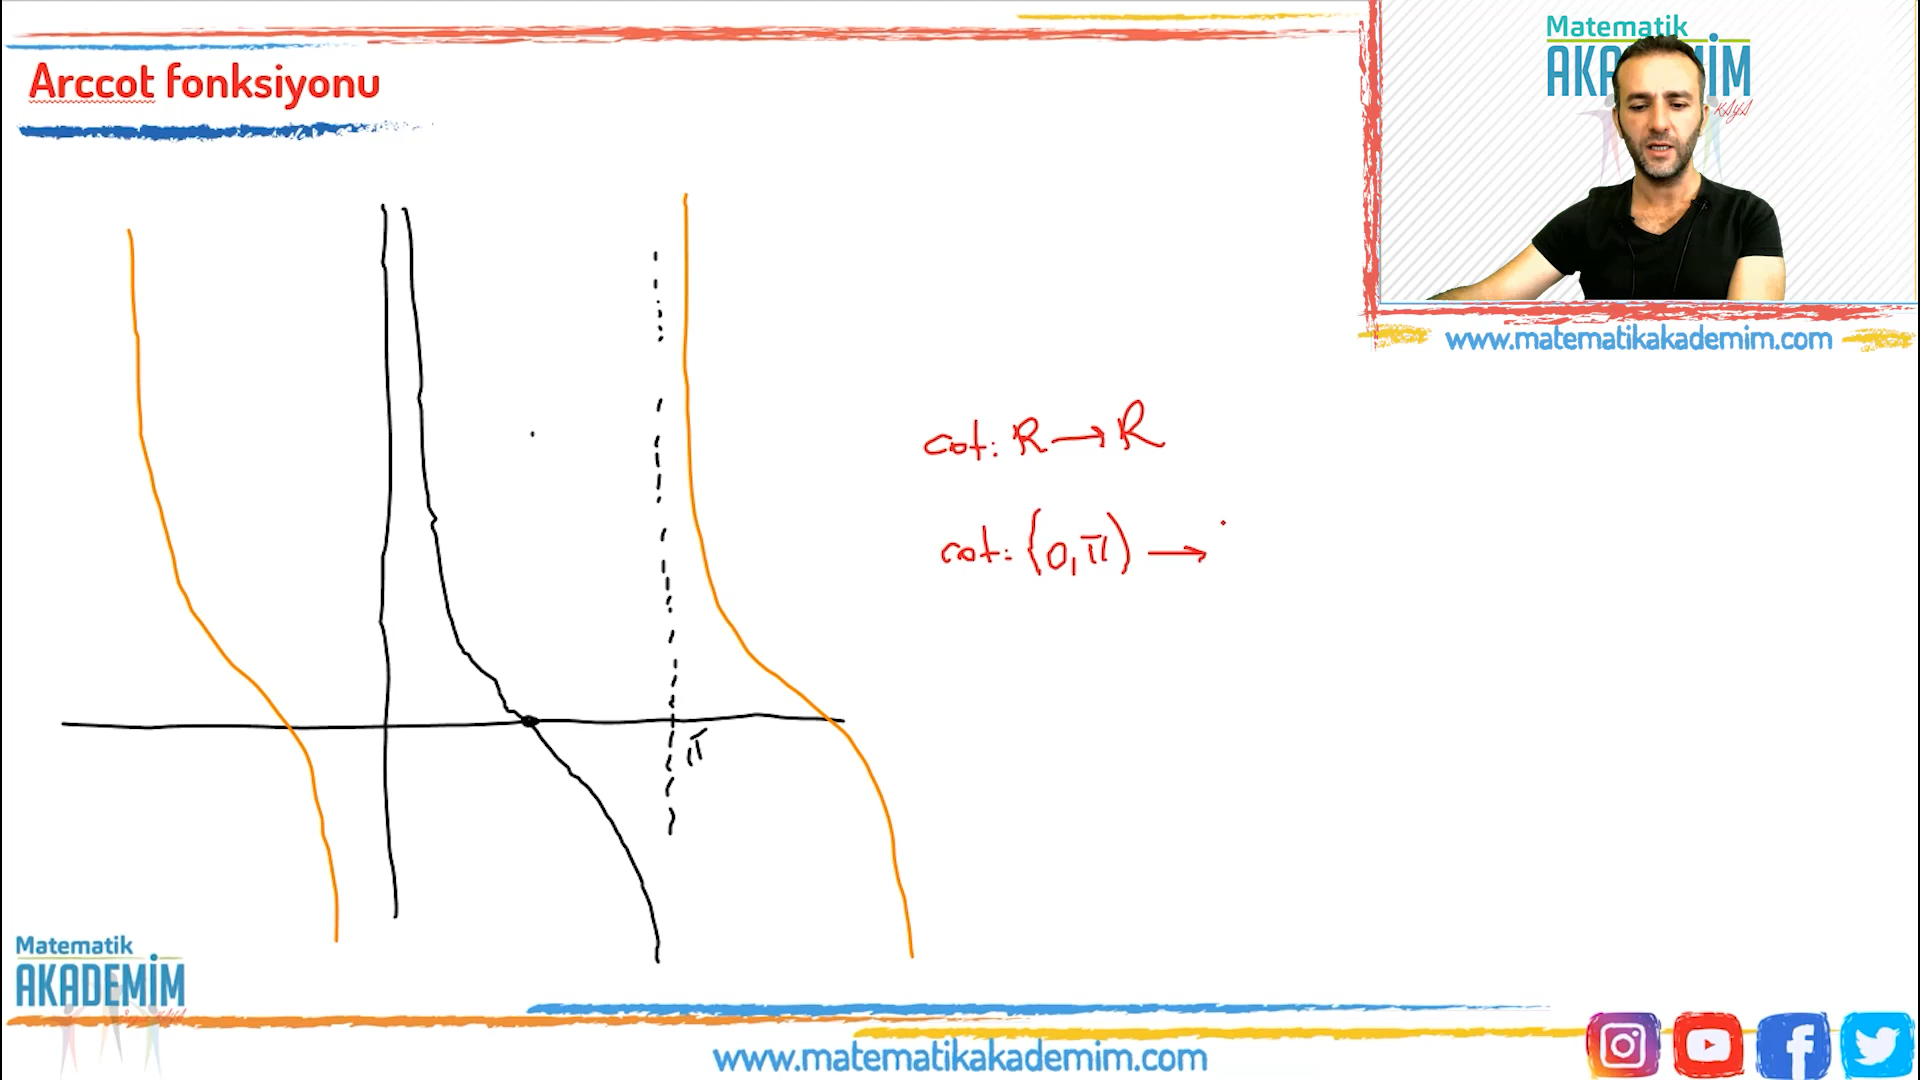 Matematik
AKADEMİM
Arccot fonksiyonu
www.matematikakademim.com
cot: R → R
cot: (0, π) →
π
Matematik
AKADEMİM
www.matematikakademim.com